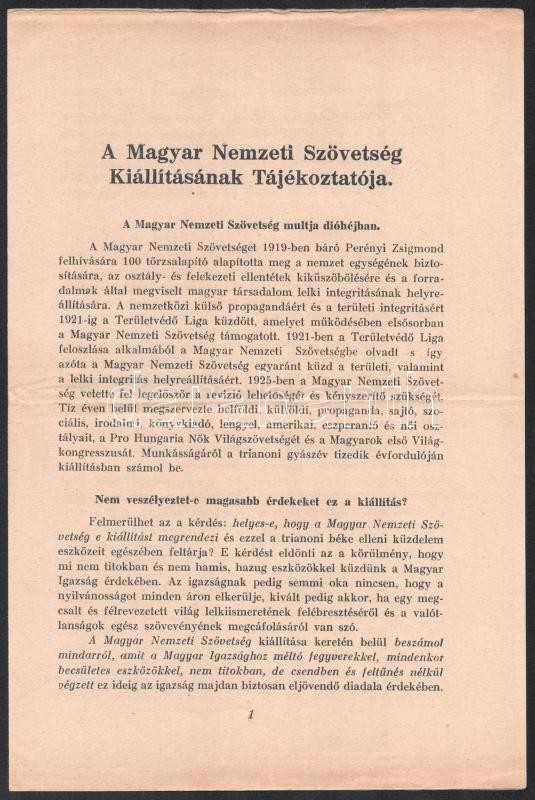 A Magyar Nemzeti Szövetség
Kiállításának Tájékoztatója.
A Magyar Nemzeti Szövetség multja dióhéjban.
A Magyar Nemzeti Szövetséget 1919-ben báró Perényi Zsigmond
felhívására 100 törzsalapító alapította meg a nemzet egységének bizto-
sítására, az osztály- és felekezeti ellentétek kiküszöbölésére és a forra-
dalmak által megviselt magyar társadalom lelki integritásának helyre-
állítására. A nemzetközi külső propagandáért és a területi integritásért
1921-ig a Területvédő Liga küzdött, amelyet működésében elsősorban
a Magyar Nemzeti Szövetség támogatott. 1921-ben a Területvédő Liga
feloszlása alkalmából a Magyar Nemzeti Szövetségbe olvadt s így
azóta a Magyar Nemzeti Szövetség egyaránt küzd a területi, valamint
a lelki integritás helyreállításáért. 1925-ben a Magyar Nemzeti Szövet-
ség vetette fel legelőször a revízió lehetőségét és kényszerítő szükségét.
Tíz éven belül megszervezte belföldi, külföldi, propaganda, sajtó, szo-
ciális, irodalmi, könyvkiadó, lengyel, amerikai, eszperantó és női osz-
tályait, a Pro Hungaria Nők Világszövetségét és a Magyarok első Világ-
kongresszusát. Munkásságáról a trianoni gyászév tizedik évfordulóján
kiállításban számol be.
Nem veszélyeztet-e magasabb érdekeket ez a kiállítás?
Felmerülhet az a kérdés: helyes-e, hogy a Magyar Nemzeti Szö-
vetség e kiállítást megrendezi és ezzel a trianoni béke elleni küzdelem
eszközeit egészében feltárja? E kérdést eldönti az a körülmény, hogy
mi nem titokban és nem hamis, hazug eszközökkel küzdünk a Magyar
Igazság érdekében. Az igazságnak pedig semmi oka nincsen, hogy a
nyilvánosságot minden áron elkerülje, kivált pedig akkor, ha egy meg-
csalt és félrevezetett világ lelkiismeretének felébresztéséről és a valót-
lanságok egész szövevényének megcáfolásáról van szó.
A Magyar Nemzeti Szövetség kiállítása keretén belül beszámol
mindarról, amit a Magyar Igazsághoz méltó fegyverekkel, mindenkor
becsületes eszközökkel, nem titokban, de csendben és feltűnés nélkül
végzett ez ideig az igazság majdan biztosan eljövendő diadala érdekében.
1